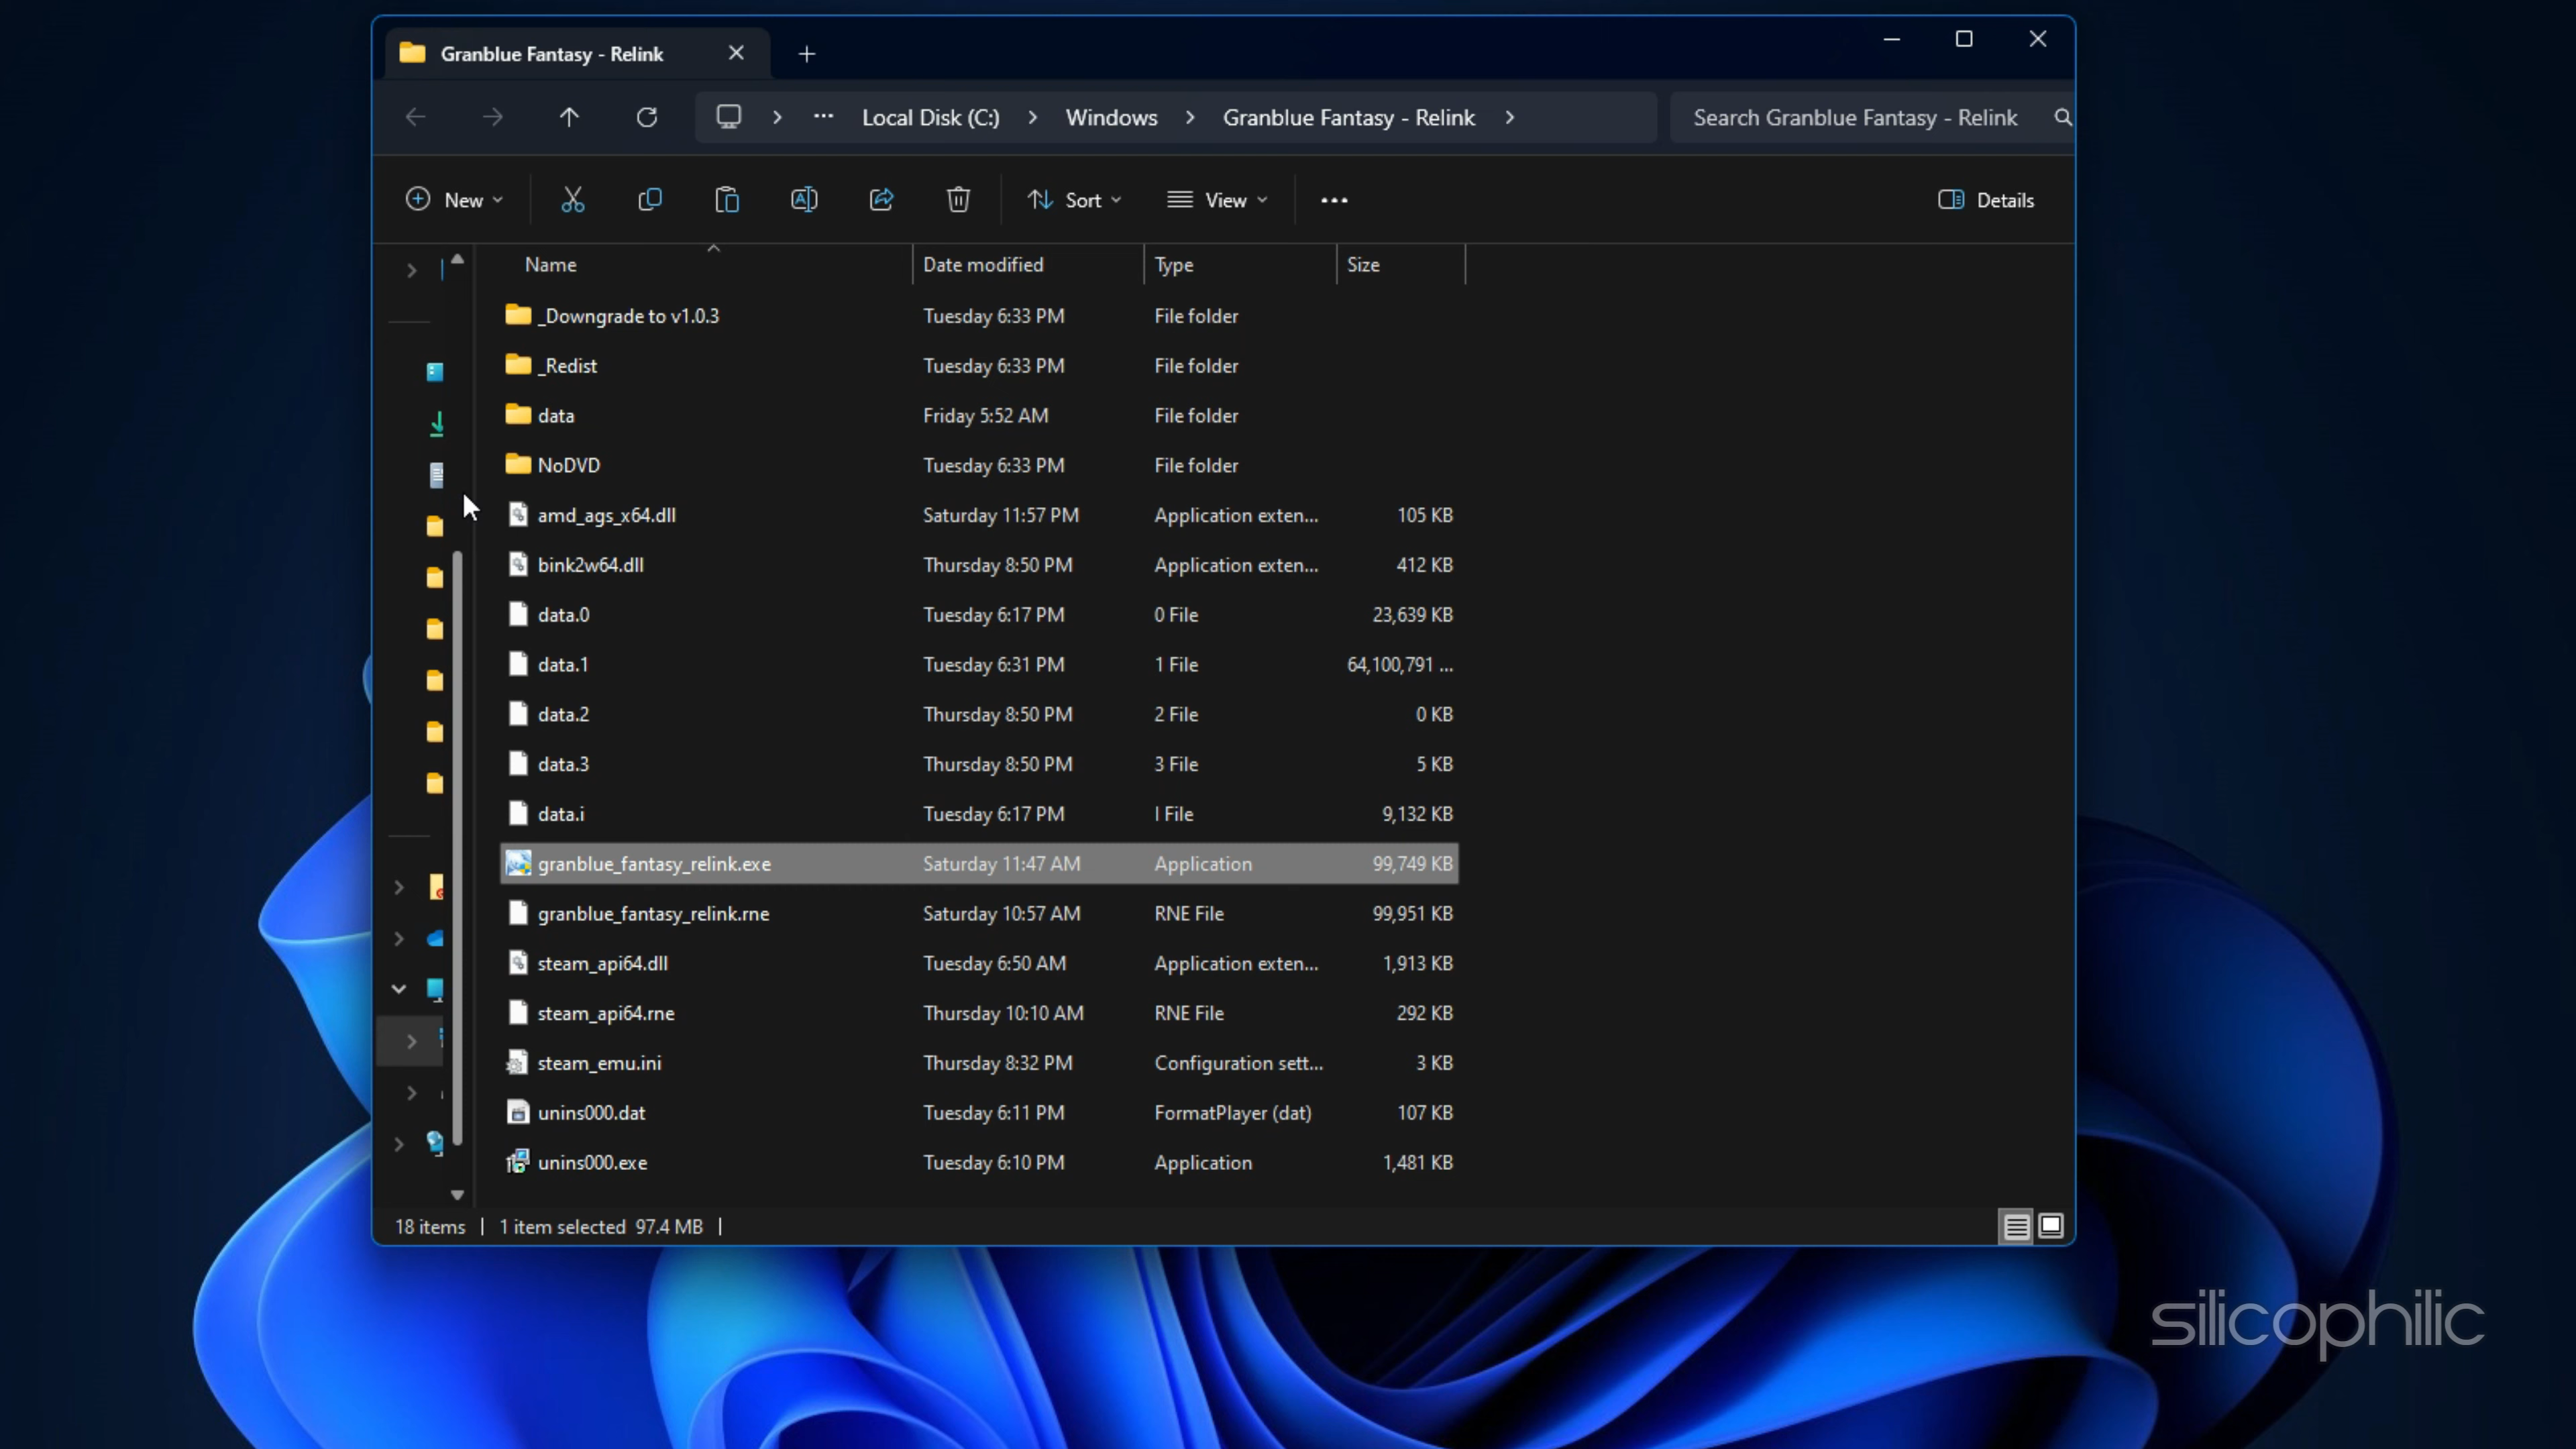 Granblue Fantasy - Relink
Local Disk (C:) Windows Granblue Fantasy - Relink Search Granblue Fantasy - Relink
New Sort View Details
Name Date modified Type Size
_Downgrade to v1.0.3 Tuesday 6:33 PM File folder
_Redist Tuesday 6:33 PM File folder
data Friday 5:52 AM File folder
NoDVD Tuesday 6:33 PM File folder
amd_ags_x64.dll Saturday 11:57 PM Application exten... 105 KB
bink2w64.dll Thursday 8:50 PM Application exten... 412 KB
data.0 Tuesday 6:17 PM 0 File 23,639 KB
data.1 Tuesday 6:31 PM 1 File 64,100,791 ...
data.2 Thursday 8:50 PM 2 File 0 KB
data.3 Thursday 8:50 PM 3 File 5 KB
data.i Tuesday 6:17 PM I File 9,132 KB
granblue_fantasy_relink.exe Saturday 11:47 AM Application 99,749 KB
granblue_fantasy_relink.rne Saturday 10:57 AM RNE File 99,951 KB
steam_api64.dll Tuesday 6:50 AM Application exten... 1,913 KB
steam_api64.rne Thursday 10:10 AM RNE File 292 KB
steam_emu.ini Thursday 8:32 PM Configuration sett... 3 KB
unins000.dat Tuesday 6:11 PM FormatPlayer (dat) 107 KB
unins000.exe Tuesday 6:10 PM Application 1,481 KB
18 items 1 item selected 97.4 MB
silicophilic